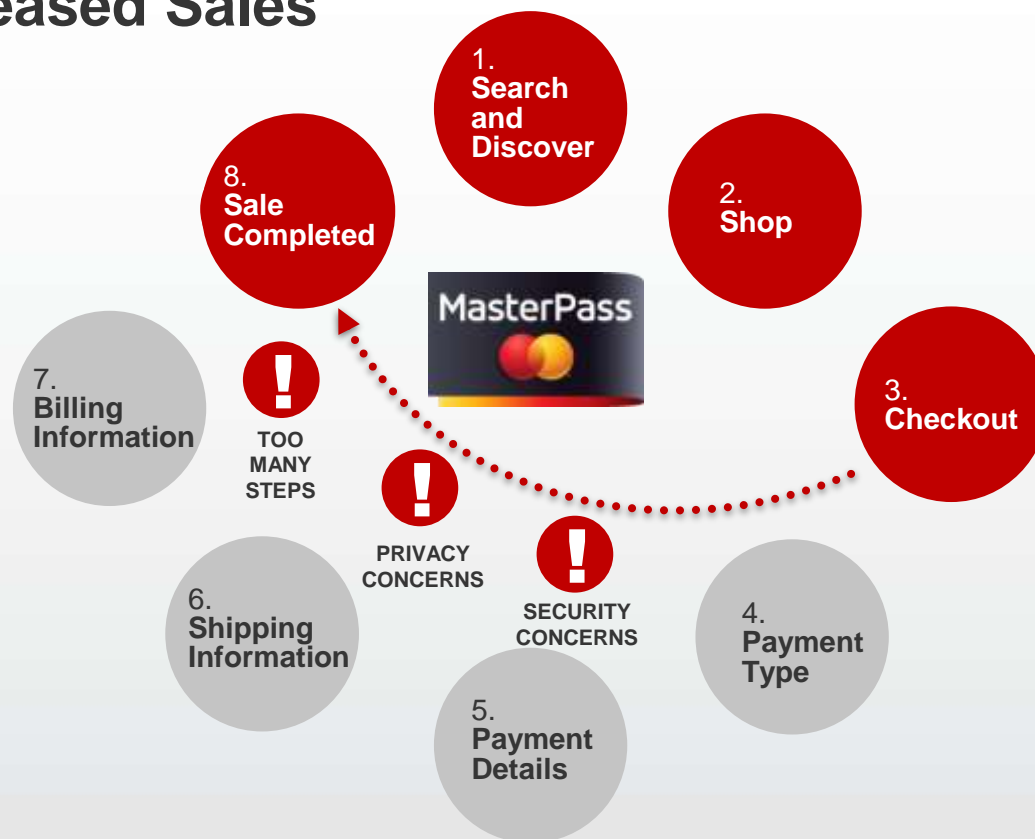 eased Sales
1.
Search
and
Discover
2.
Shop
3.
Checkout
4.
Payment
Type
5.
Payment
Details
6.
Shipping
Information
7.
Billing
Information
8.
Sale
Completed
MasterPass
!
TOO
MANY
STEPS
!
PRIVACY
CONCERNS
!
SECURITY
CONCERNS